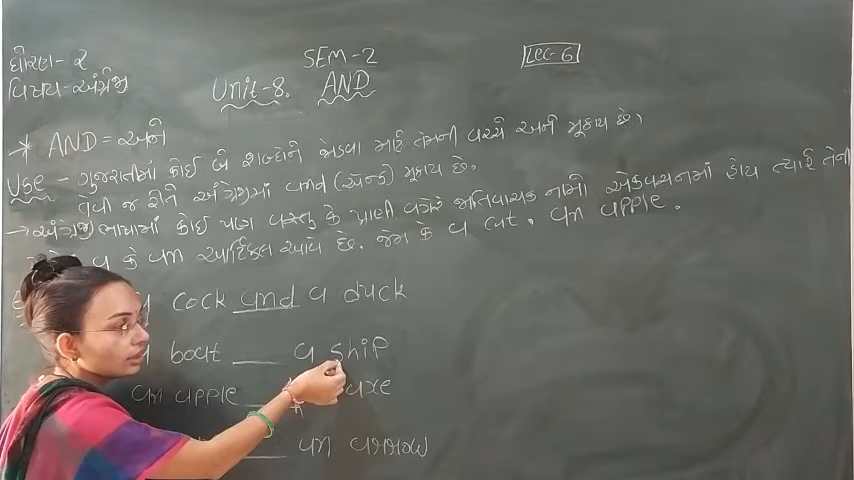 ધોરણ - ૨
SEM-2
Lec-6
વિષય - અંગ્રેજી
Unit-8. AND
* AND = અને
Use - ગુજરાતીમાં કોઈ બે શબ્દોને જોડવા માટે તેમની વચ્ચે અને મૂકાય છે.
તેવી જ રીતે અંગ્રેજીમાં and (એન્ડ) મૂકાય છે.
→ અંગ્રેજી ભાષામાં કોઈ પણ વસ્તુ કે પ્રાણી વગેરે જાતિવાચક નામો એકવચનમાં હોય ત્યારે તેની
a કે an આર્ટિકલ આવે છે. જેમ કે a cat, an apple.
a cock and a duck
a boat ___ a ship
an apple ___ axe
___ an arrow